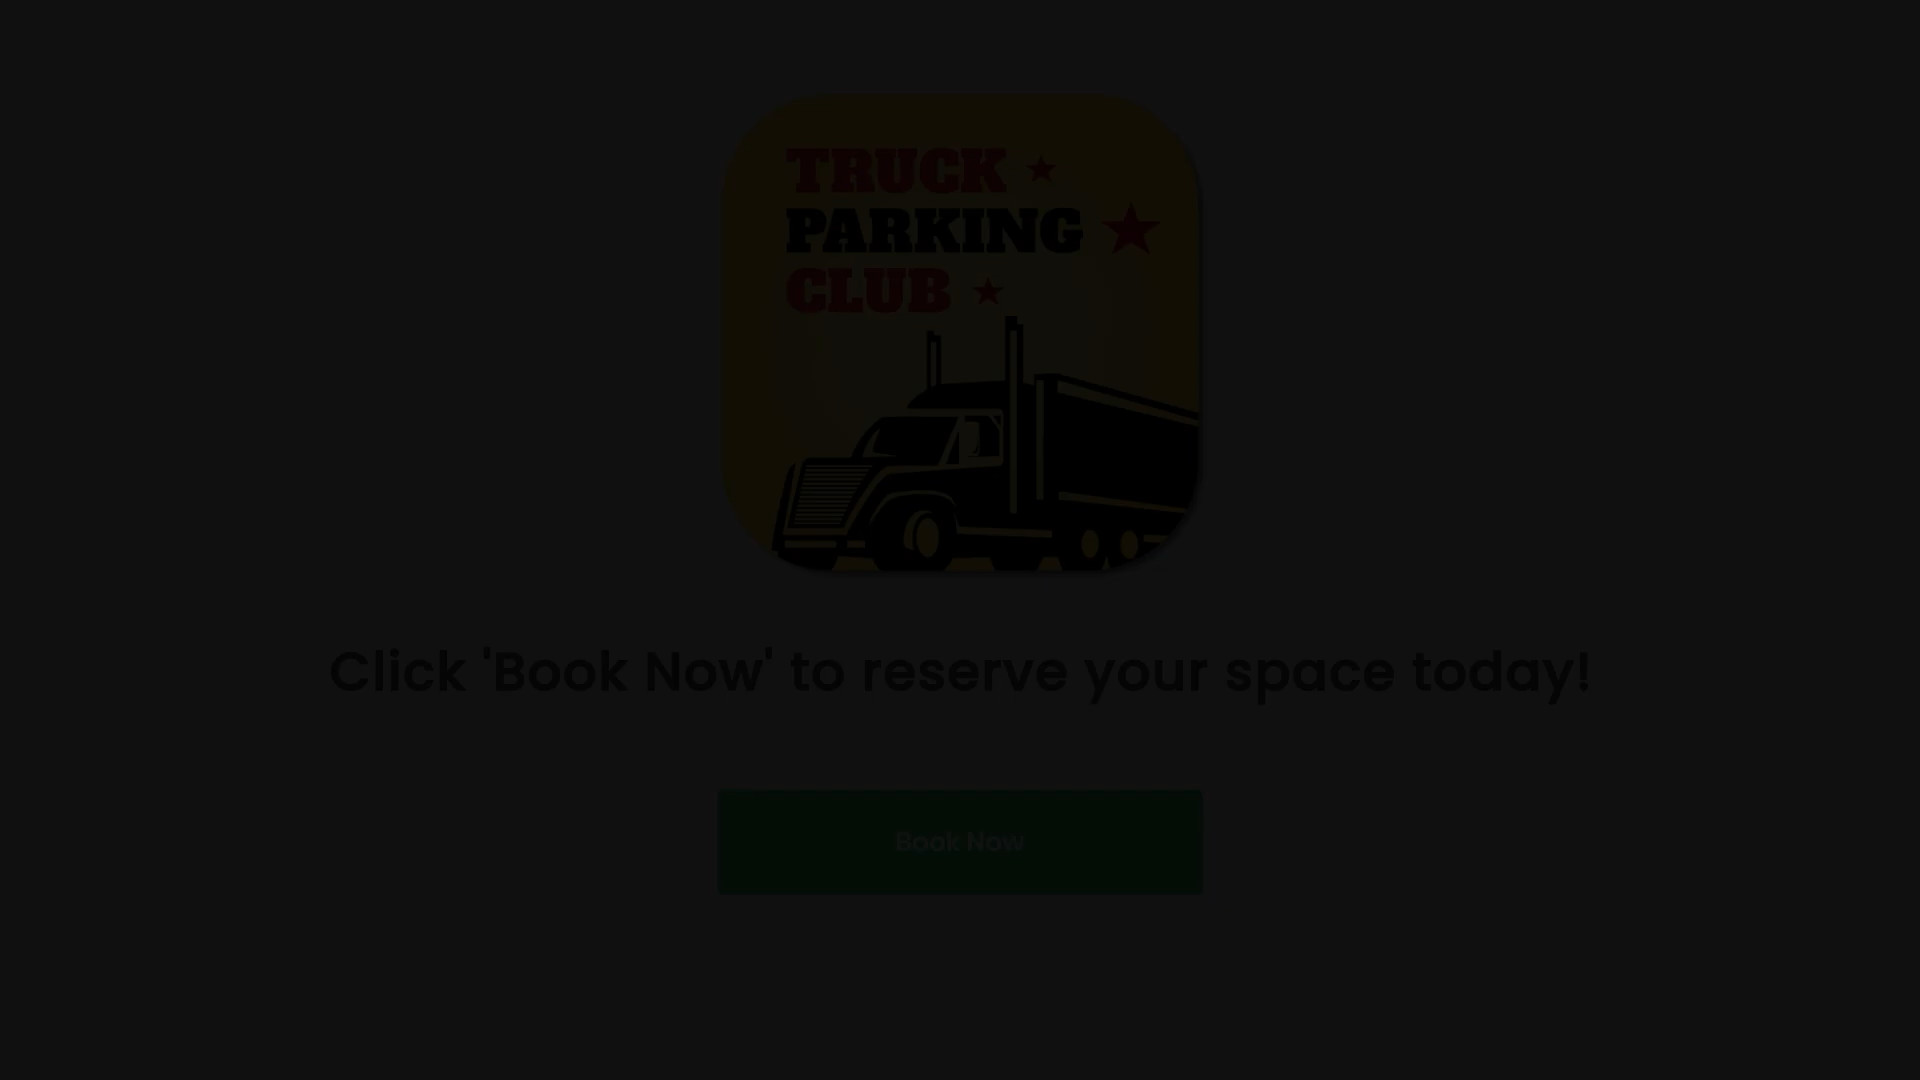 TRUCK
PARKING
CLUB
Click 'Book Now' to reserve your space today!
Book Now